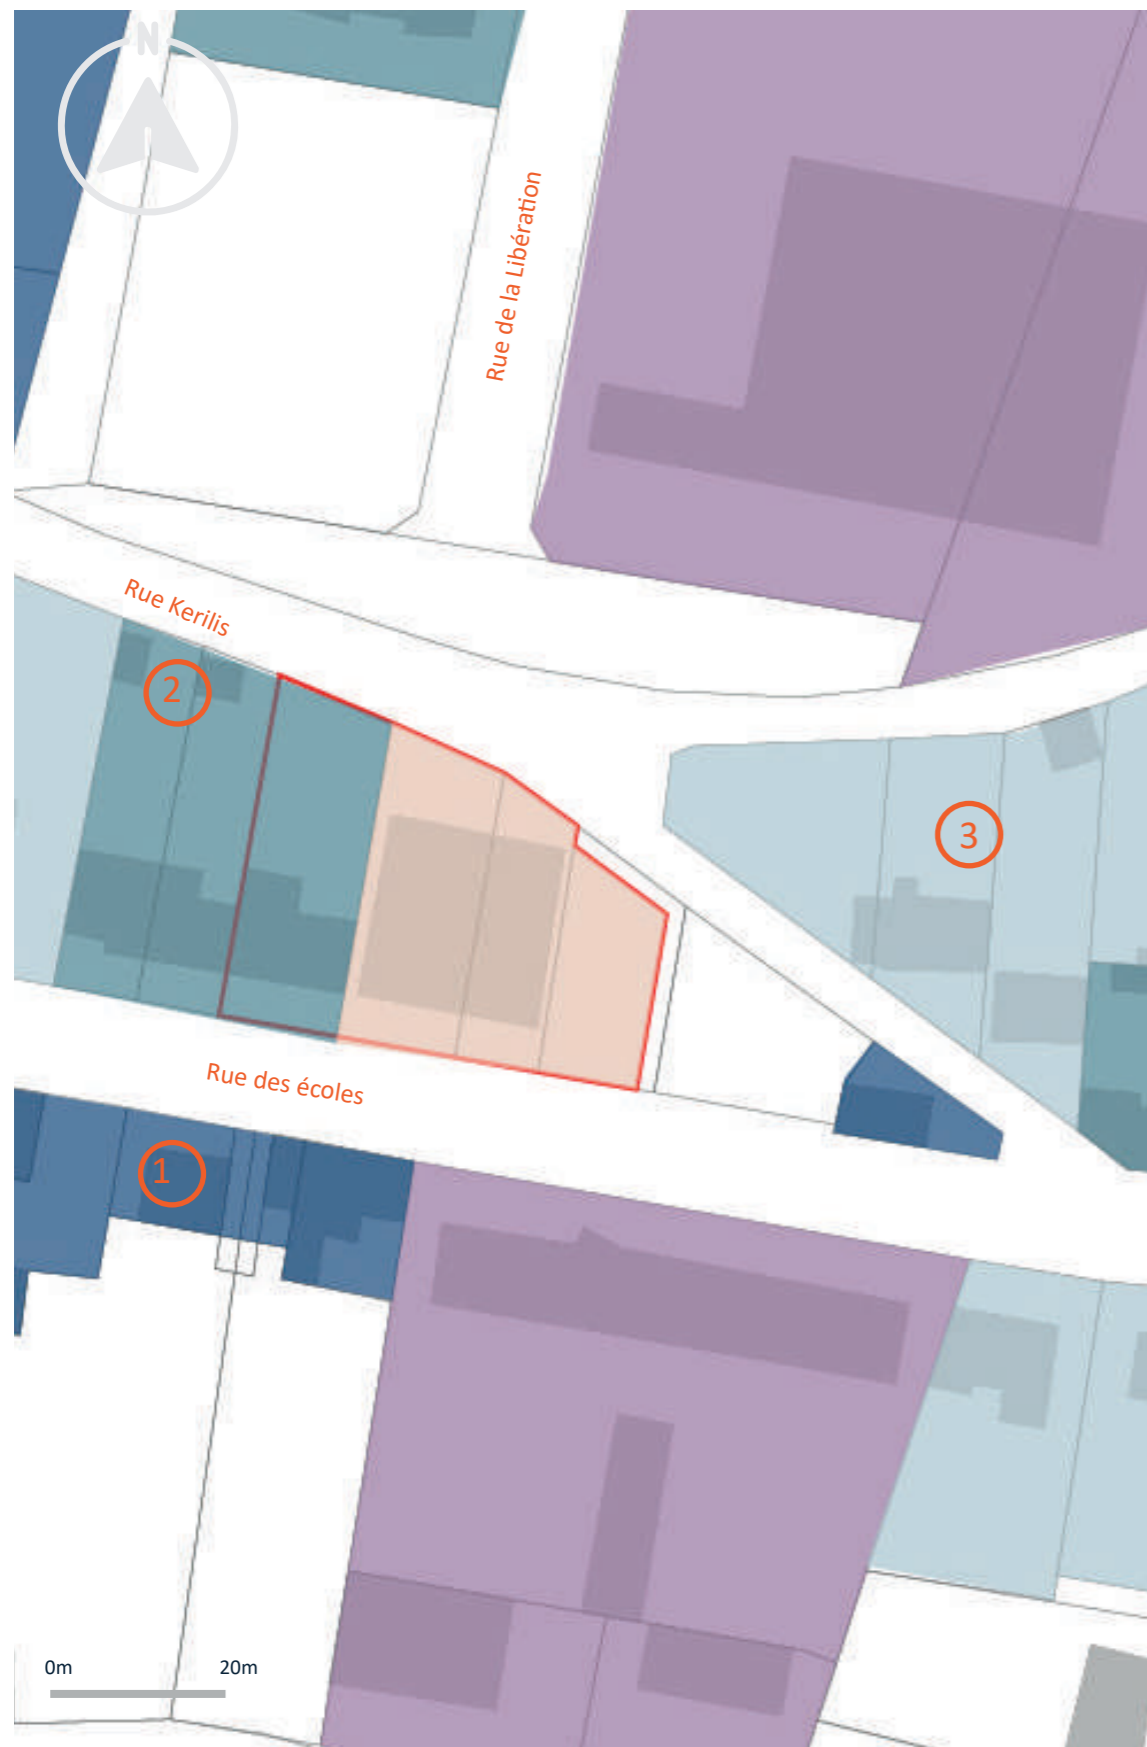 N
Rue de la Libération
Rue Kerilis
2
3
Rue des écoles
1
0m 20m